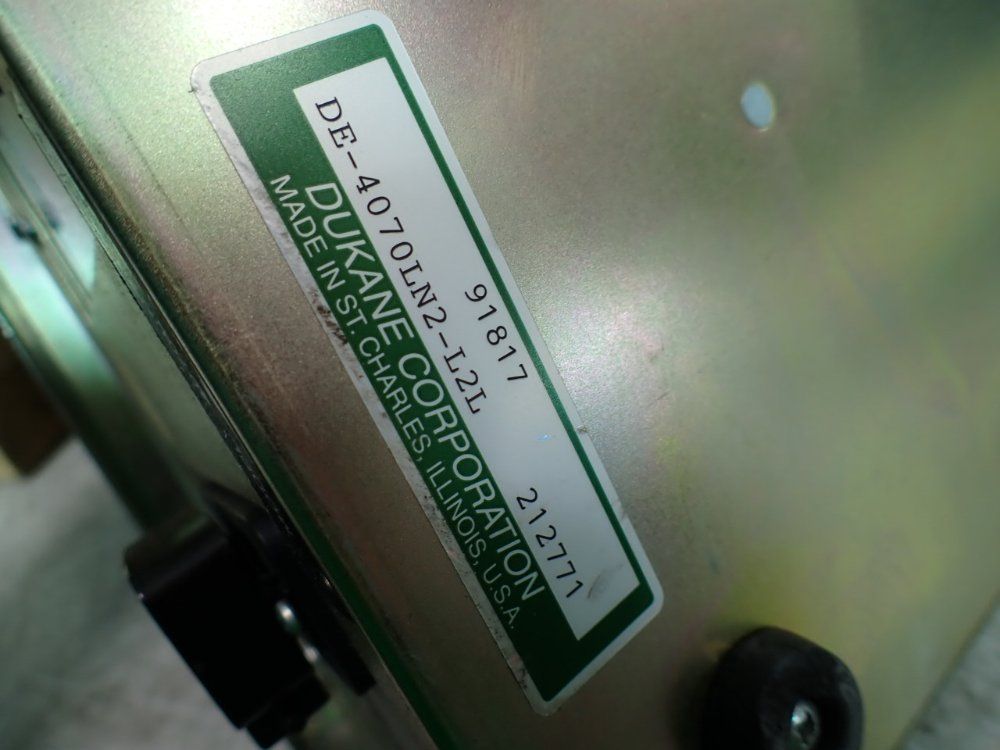 91817
DE-4070LN2-L2L 212771
DUKANE CORPORATION
MADE IN ST. CHARLES, ILLINOIS, U.S.A.